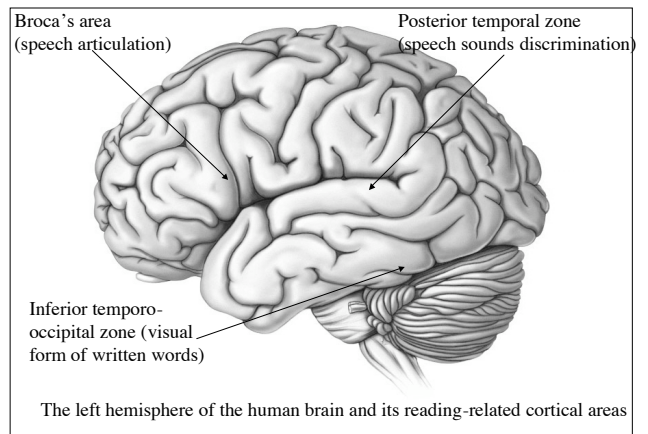 Broca's area
(speech articulation)
Posterior temporal zone
(speech sounds discrimination)
Inferior temporo-
occipital zone (visual
form of written words)
The left hemisphere of the human brain and its reading-related cortical areas